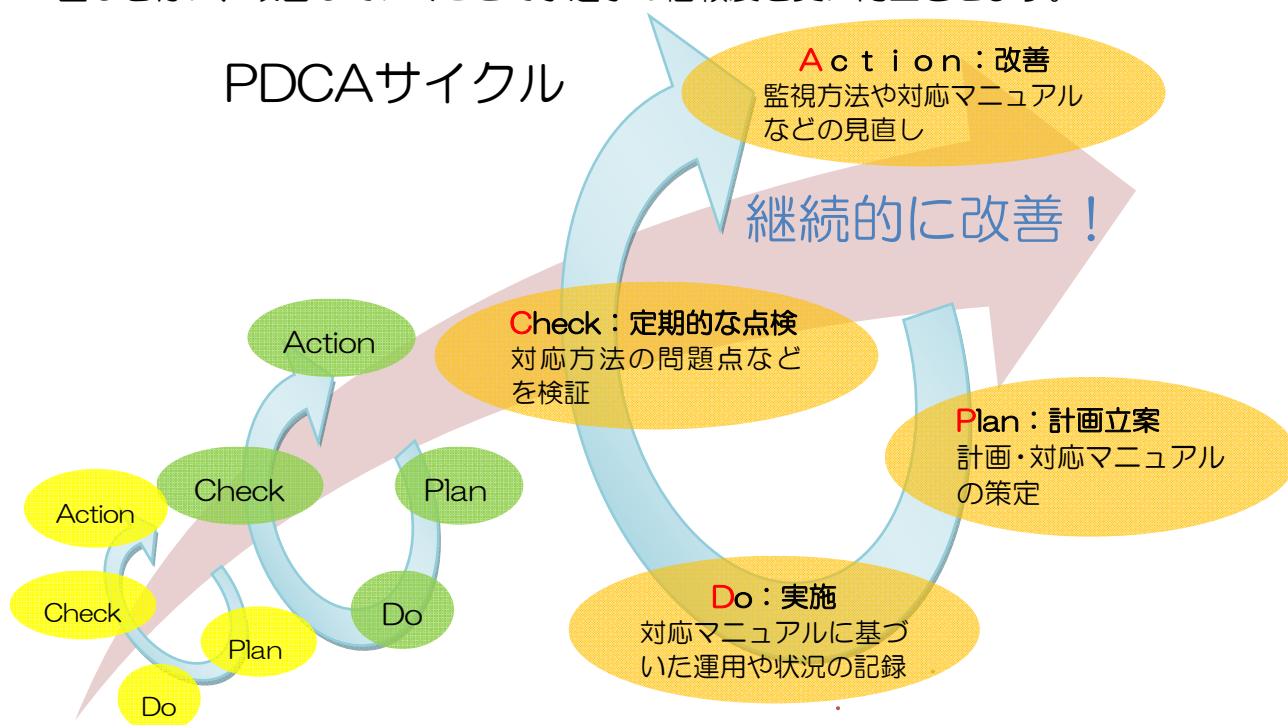 PDCAサイクル
Action：改善
監視方法や対応マニュアル
などの見直し
継続的に改善！
Check：定期的な点検
対応方法の問題点など
を検証
Plan：計画立案
計画・対応マニュアル
の策定
Do：実施
対応マニュアルに基づ
いた運用や状況の記録
Action
Check
Plan
Do
Action
Check
Plan
Do